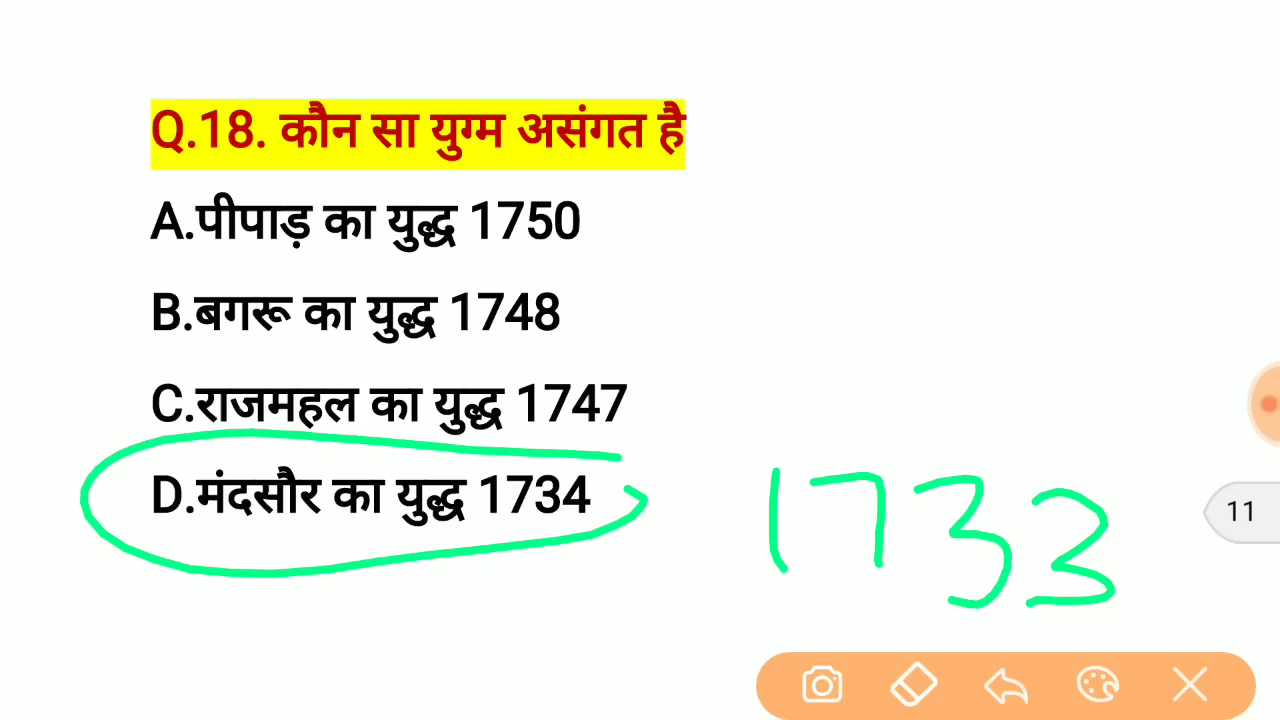 Q.18. कौन सा युग्म असंगत है
A.पीपाड़ का युद्ध 1750
B.बगरू का युद्ध 1748
C.राजमहल का युद्ध 1747
D.मंदसौर का युद्ध 1734
1733
11